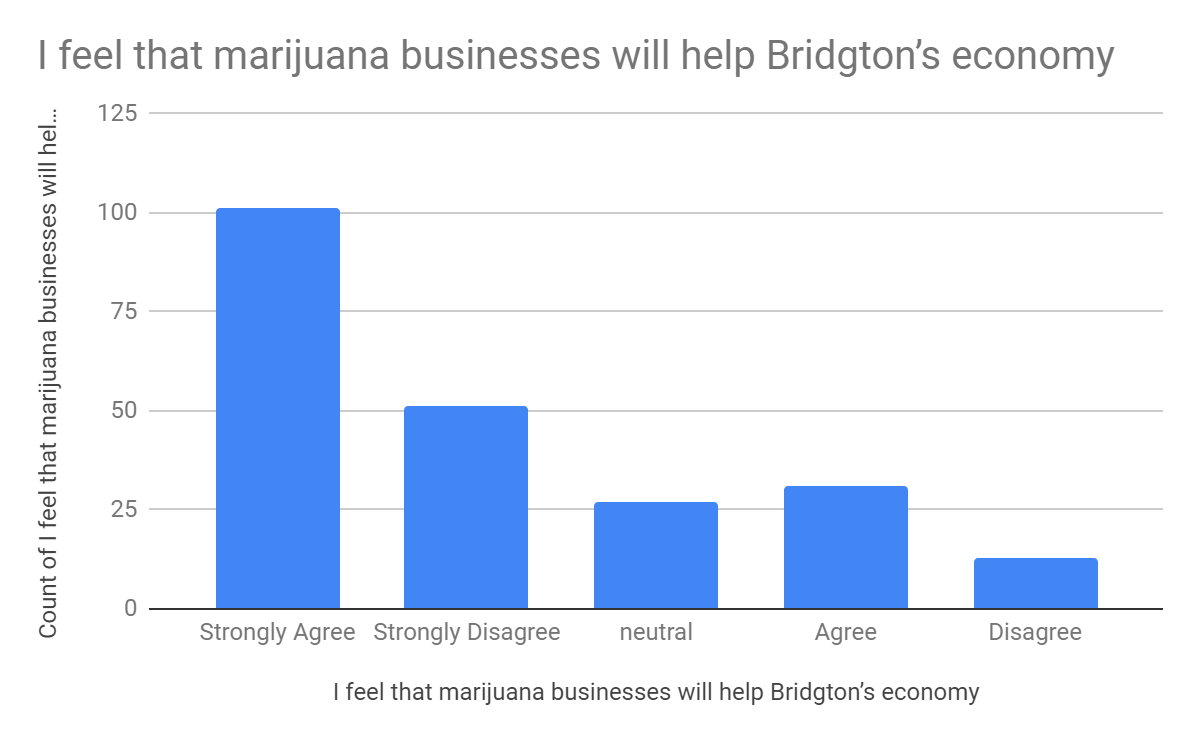 I feel that marijuana businesses will help Bridgton’s economy
Count of I feel that marijuana businesses will hel...
125
100
75
50
25
0
Strongly Agree Strongly Disagree neutral Agree Disagree
I feel that marijuana businesses will help Bridgton’s economy